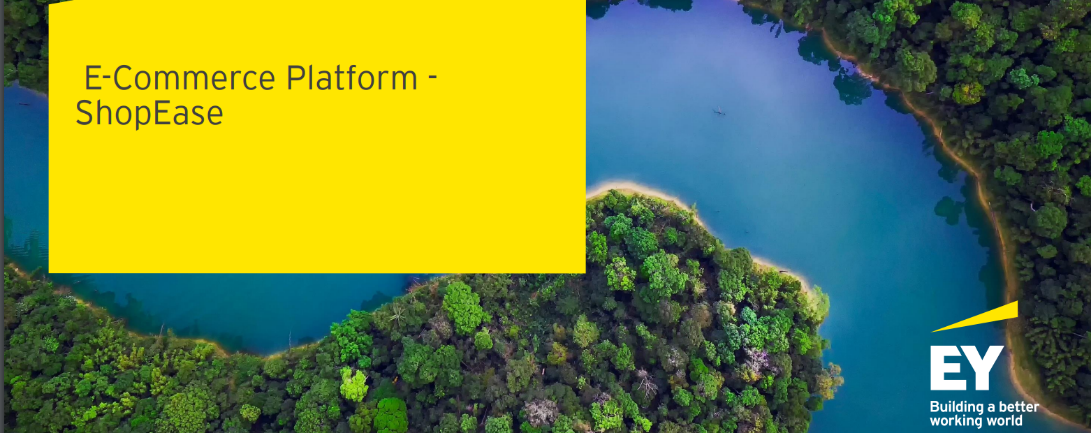 E-Commerce Platform -
ShopEase
EY
Building a better
working world